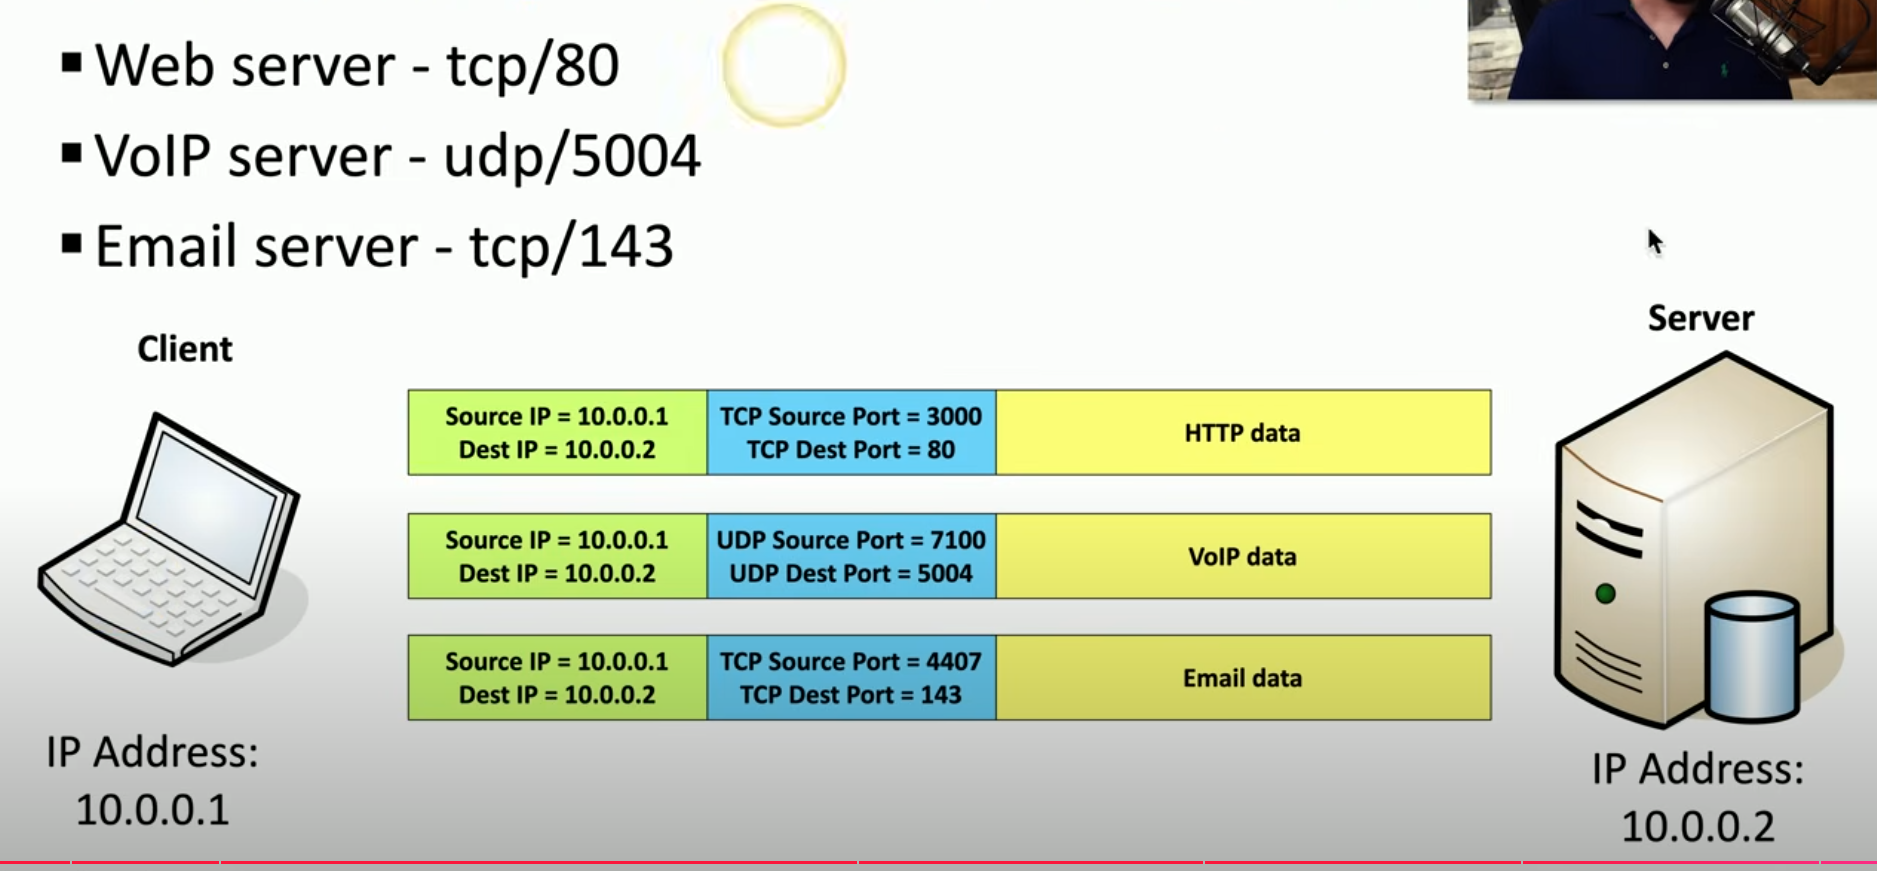 Web server - tcp/80
VoIP server - udp/5004
Email server - tcp/143
Client
Server
Source IP = 10.0.0.1
Dest IP = 10.0.0.2
TCP Source Port = 3000
TCP Dest Port = 80
HTTP data
Source IP = 10.0.0.1
Dest IP = 10.0.0.2
UDP Source Port = 7100
UDP Dest Port = 5004
VoIP data
Source IP = 10.0.0.1
Dest IP = 10.0.0.2
TCP Source Port = 4407
TCP Dest Port = 143
Email data
IP Address:
10.0.0.1
IP Address:
10.0.0.2